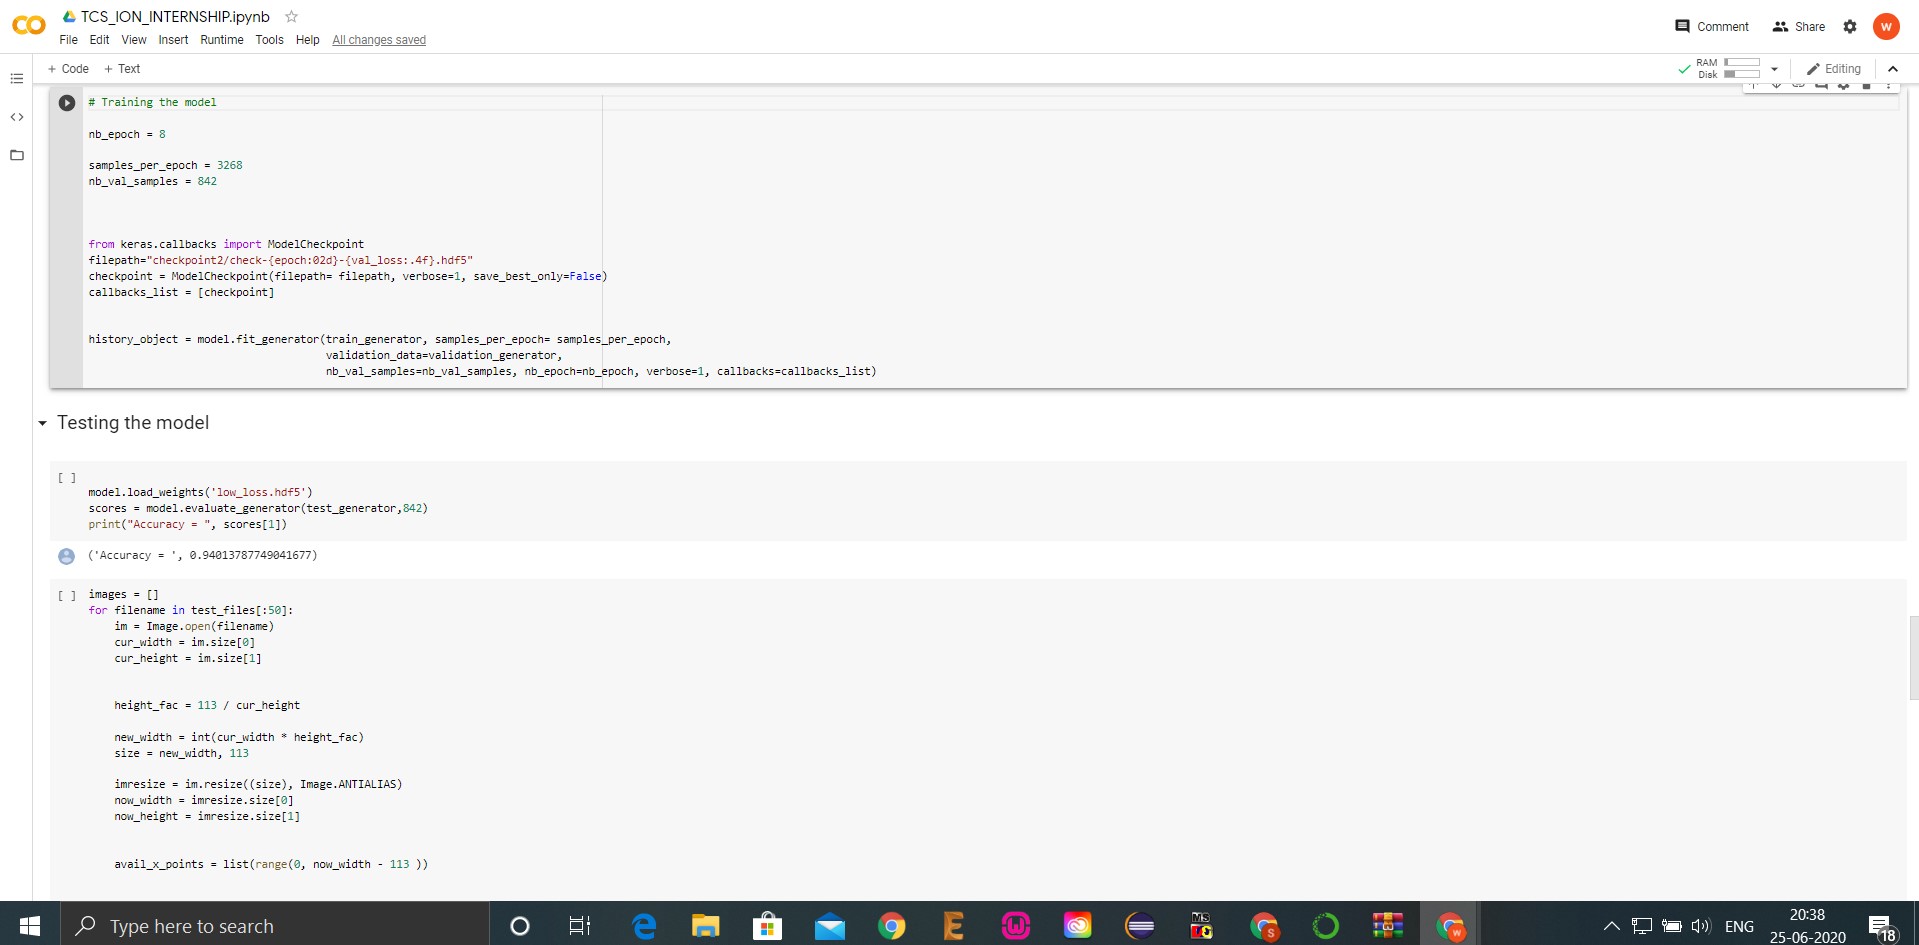 TCS_ION_INTERNSHIP.ipynb
File Edit View Insert Runtime Tools Help All changes saved
Comment Share W
+ Code + Text
RAM
Disk
Editing
# Training the model
nb_epoch = 8
samples_per_epoch = 3268
nb_val_samples = 842
from keras.callbacks import ModelCheckpoint
filepath="checkpoint2/check-{epoch:02d}-{val_loss:.4f}.hdf5"
checkpoint = ModelCheckpoint(filepath= filepath, verbose=1, save_best_only=False)
callbacks_list = [checkpoint]
history_object = model.fit_generator(train_generator, samples_per_epoch= samples_per_epoch,
validation_data=validation_generator,
nb_val_samples=nb_val_samples, nb_epoch=nb_epoch, verbose=1, callbacks=callbacks_list)
Testing the model
[ ]
model.load_weights('low_loss.hdf5')
scores = model.evaluate_generator(test_generator,842)
print("Accuracy = ", scores[1])
('Accuracy = ', 0.94013787749041677)
[ ] images = []
for filename in test_files[:50]:
im = Image.open(filename)
cur_width = im.size[0]
cur_height = im.size[1]
height_fac = 113 / cur_height
new_width = int(cur_width * height_fac)
size = new_width, 113
imresize = im.resize((size), Image.ANTIALIAS)
now_width = imresize.size[0]
now_height = imresize.size[1]
avail_x_points = list(range(0, now_width - 113 ))
Type here to search
ENG
20:38
25-06-2020
18